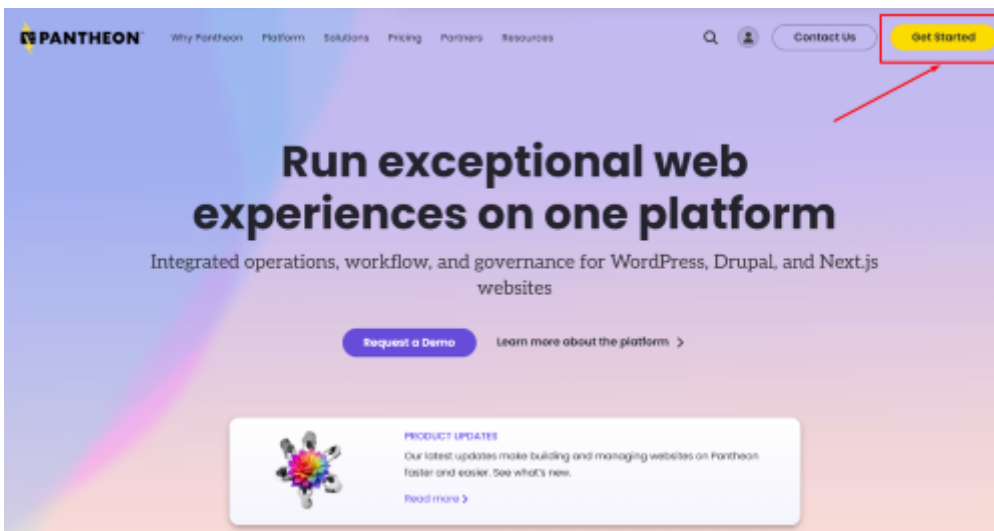 PANTHEON
Why Pantheon Platform Solutions Pricing Partners Resources
Contact Us
Get Started
Run exceptional web
experiences on one platform
Integrated operations, workflow, and governance for WordPress, Drupal, and Next.js
websites
Request a Demo
Learn more about the platform
PRODUCT UPDATES
Our latest updates make building and managing websites on Pantheon
faster and easier. See what's new.
Read more